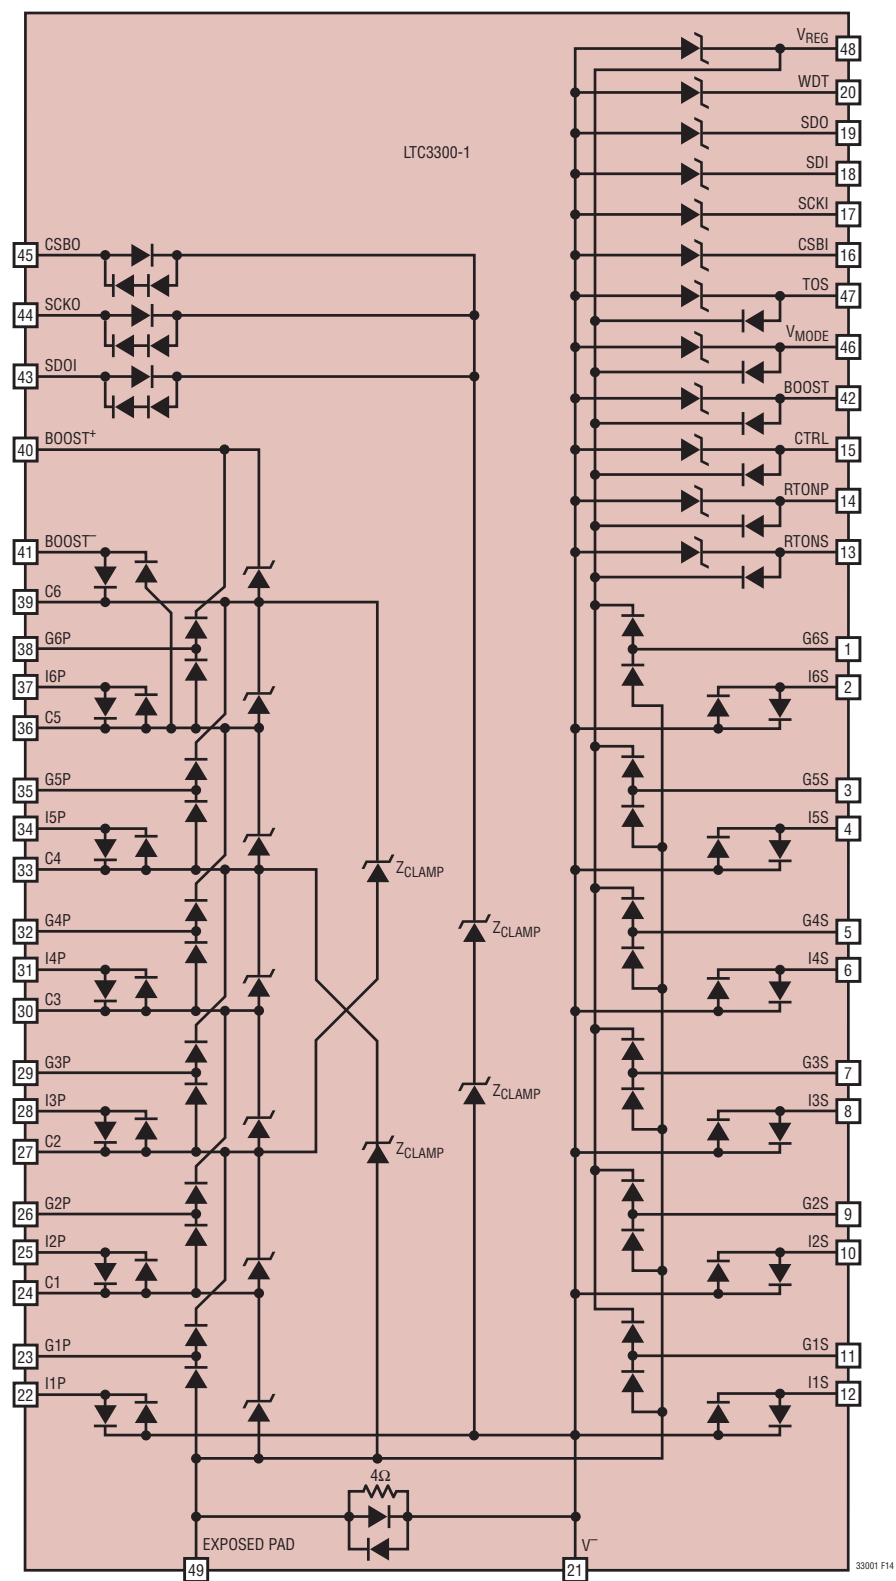 LTC3300-1
V_REG 48
WDT 20
SDO 19
SDI 18
SCKI 17
CSBI 16
TOS 47
V_MODE 46
BOOST 42
CTRL 15
RTONP 14
RTONS 13
G6S 1
I6S 2
G5S 3
I5S 4
G4S 5
I4S 6
G3S 7
I3S 8
G2S 9
I2S 10
G1S 11
I1S 12
45 CSBO
44 SCKO
43 SDOI
40 BOOST+
41 BOOST−
39 C6
38 G6P
37 I6P
36 C5
35 G5P
34 I5P
33 C4
32 G4P
31 I4P
30 C3
29 G3P
28 I3P
27 C2
26 G2P
25 I2P
24 C1
23 G1P
22 I1P
Z_CLAMP
Z_CLAMP
Z_CLAMP
Z_CLAMP
4Ω
EXPOSED PAD
49
V−
21
33001 F14